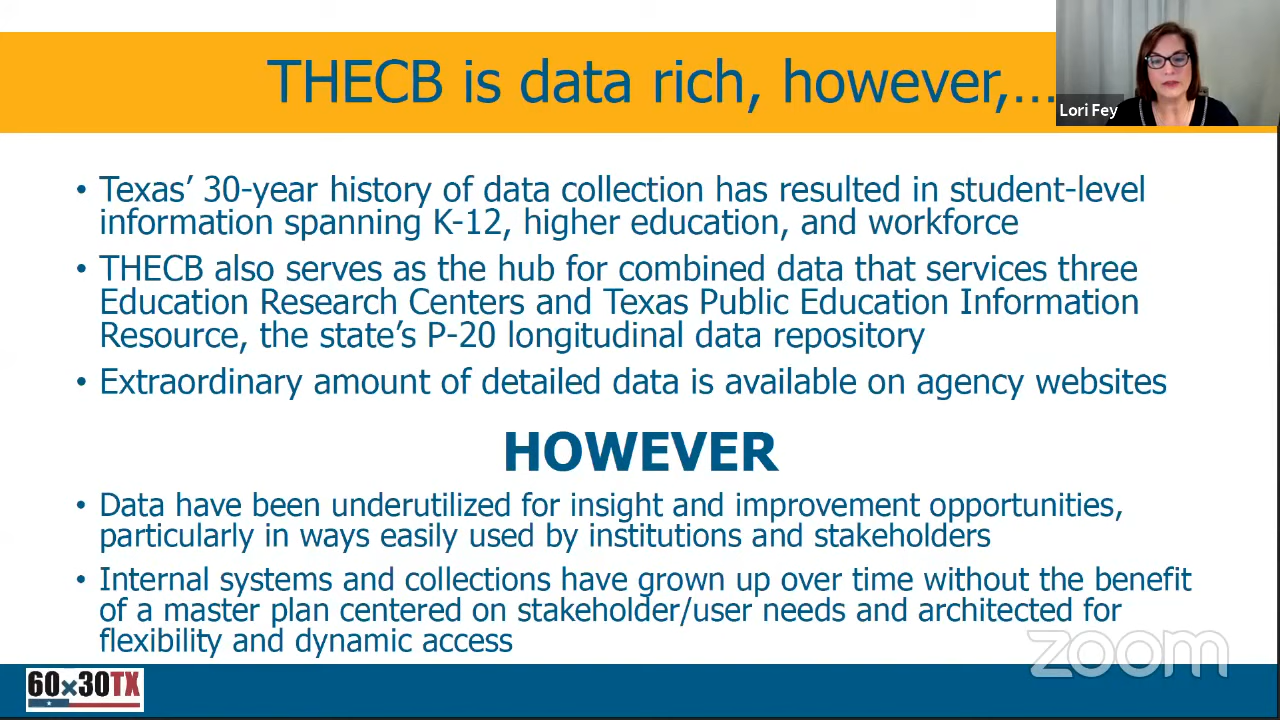 THECB is data rich, however,...
Lori Fey
• Texas’ 30-year history of data collection has resulted in student-level
information spanning K-12, higher education, and workforce
• THECB also serves as the hub for combined data that services three
Education Research Centers and Texas Public Education Information
Resource, the state’s P-20 longitudinal data repository
• Extraordinary amount of detailed data is available on agency websites
HOWEVER
• Data have been underutilized for insight and improvement opportunities,
particularly in ways easily used by institutions and stakeholders
• Internal systems and collections have grown up over time without the benefit
of a master plan centered on stakeholder/user needs and architected for
flexibility and dynamic access
zoom
60x30TX